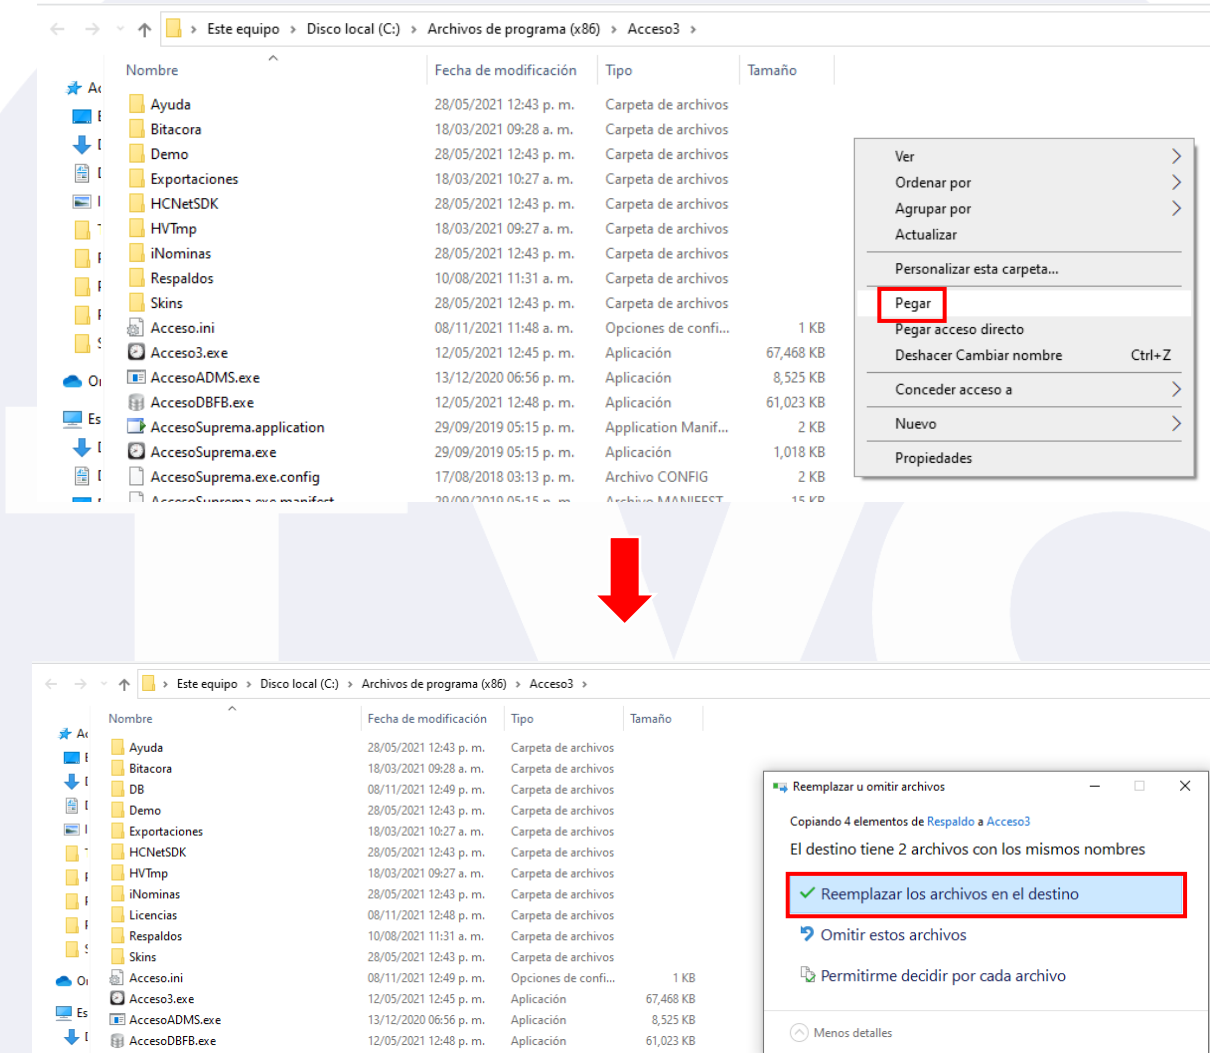 Este equipo > Disco local (C:) > Archivos de programa (x86) > Acceso3 >
Nombre Fecha de modificación Tipo Tamaño
Ayuda 28/05/2021 12:43 p. m. Carpeta de archivos
Bitacora 18/03/2021 09:28 a. m. Carpeta de archivos
Demo 28/05/2021 12:43 p. m. Carpeta de archivos
Exportaciones 18/03/2021 10:27 a. m. Carpeta de archivos
HCNetSDK 28/05/2021 12:43 p. m. Carpeta de archivos
HVTmp 18/03/2021 09:27 a. m. Carpeta de archivos
iNominas 28/05/2021 12:43 p. m. Carpeta de archivos
Respaldos 10/08/2021 11:31 a. m. Carpeta de archivos
Skins 28/05/2021 12:43 p. m. Carpeta de archivos
Acceso.ini 08/11/2021 11:48 a. m. Opciones de confi... 1 KB
Acceso3.exe 12/05/2021 12:45 p. m. Aplicación 67,468 KB
AccesoADMS.exe 13/12/2020 06:56 p. m. Aplicación 8,525 KB
AccesoDBFB.exe 12/05/2021 12:48 p. m. Aplicación 61,023 KB
AccesoSuprema.application 29/09/2019 05:15 p. m. Application Manif... 2 KB
AccesoSuprema.exe 29/09/2019 05:15 p. m. Aplicación 1,018 KB
AccesoSuprema.exe.config 17/08/2018 03:13 p. m. Archivo CONFIG 2 KB
AccesoSuprema.exe.manifest 29/09/2019 05:15 p. m. Archivo MANIFEST 15 KB
Ver
Ordenar por
Agrupar por
Actualizar
Personalizar esta carpeta...
Pegar
Pegar acceso directo
Deshacer Cambiar nombre Ctrl+Z
Conceder acceso a
Nuevo
Propiedades
Este equipo > Disco local (C:) > Archivos de programa (x86) > Acceso3 >
Nombre Fecha de modificación Tipo Tamaño
Ayuda 28/05/2021 12:43 p. m. Carpeta de archivos
Bitacora 18/03/2021 09:28 a. m. Carpeta de archivos
DB 08/11/2021 12:49 p. m. Carpeta de archivos
Demo 28/05/2021 12:43 p. m. Carpeta de archivos
Exportaciones 18/03/2021 10:27 a. m. Carpeta de archivos
HCNetSDK 28/05/2021 12:43 p. m. Carpeta de archivos
HVTmp 18/03/2021 09:27 a. m. Carpeta de archivos
iNominas 28/05/2021 12:43 p. m. Carpeta de archivos
Licencias 08/11/2021 12:48 p. m. Carpeta de archivos
Respaldos 10/08/2021 11:31 a. m. Carpeta de archivos
Skins 28/05/2021 12:43 p. m. Carpeta de archivos
Acceso.ini 08/11/2021 12:49 p. m. Opciones de confi... 1 KB
Acceso3.exe 12/05/2021 12:45 p. m. Aplicación 67,468 KB
AccesoADMS.exe 13/12/2020 06:56 p. m. Aplicación 8,525 KB
AccesoDBFB.exe 12/05/2021 12:48 p. m. Aplicación 61,023 KB
Reemplazar u omitir archivos
Copiando 4 elementos de Respaldo a Acceso3
El destino tiene 2 archivos con los mismos nombres
Reemplazar los archivos en el destino
Omitir estos archivos
Permitirme decidir por cada archivo
Menos detalles